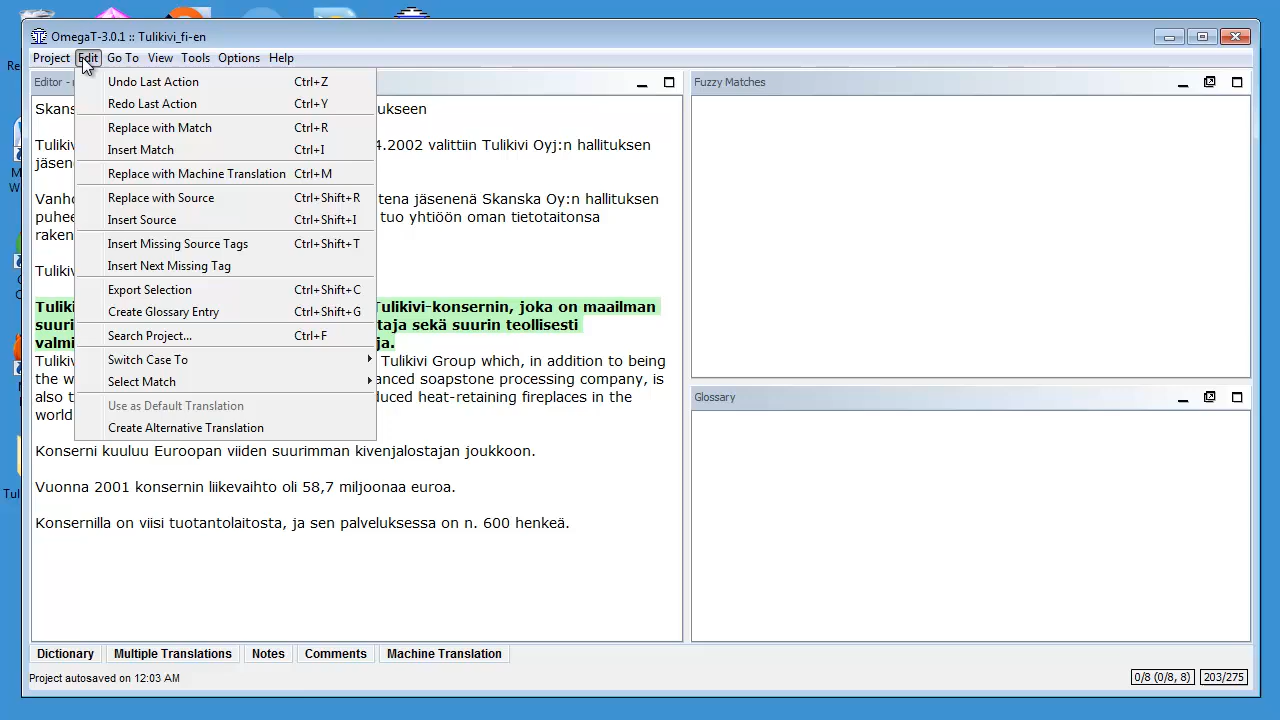 OmegaT-3.0.1 :: Tulikivi_fi-en
Project Edit Go To View Tools Options Help
Editor -
Undo Last Action Ctrl+Z
Redo Last Action Ctrl+Y
Replace with Match Ctrl+R
Insert Match Ctrl+I
Replace with Machine Translation Ctrl+M
Replace with Source Ctrl+Shift+R
Insert Source Ctrl+Shift+I
Insert Missing Source Tags Ctrl+Shift+T
Insert Next Missing Tag
Export Selection Ctrl+Shift+C
Create Glossary Entry Ctrl+Shift+G
Search Project... Ctrl+F
Switch Case To
Select Match
Use as Default Translation
Create Alternative Translation
Skans ukseen
Tuliki 4.2002 valittiin Tulikivi Oyj:n hallituksen
jäsen
Vanh tena jäsenenä Skanska Oy:n hallituksen
puhee tuo yhtiöön oman tietotaitonsa
raken
Tulikiv
Tulik Tulikivi-konsernin, joka on maailman
suuri taja sekä suurin teollisesti
valmi ja.
Tulikiv Tulikivi Group which, in addition to being
the w anced soapstone processing company, is
also t duced heat-retaining fireplaces in the
world
Konserni kuuluu Euroopan viiden suurimman kivenjalostajan joukkoon.
Vuonna 2001 konsernin liikevaihto oli 58,7 miljoonaa euroa.
Konsernilla on viisi tuotantolaitosta, ja sen palveluksessa on n. 600 henkeä.
Fuzzy Matches
Glossary
Dictionary Multiple Translations Notes Comments Machine Translation
Project autosaved on 12:03 AM
0/8 (0/8, 8) 203/275